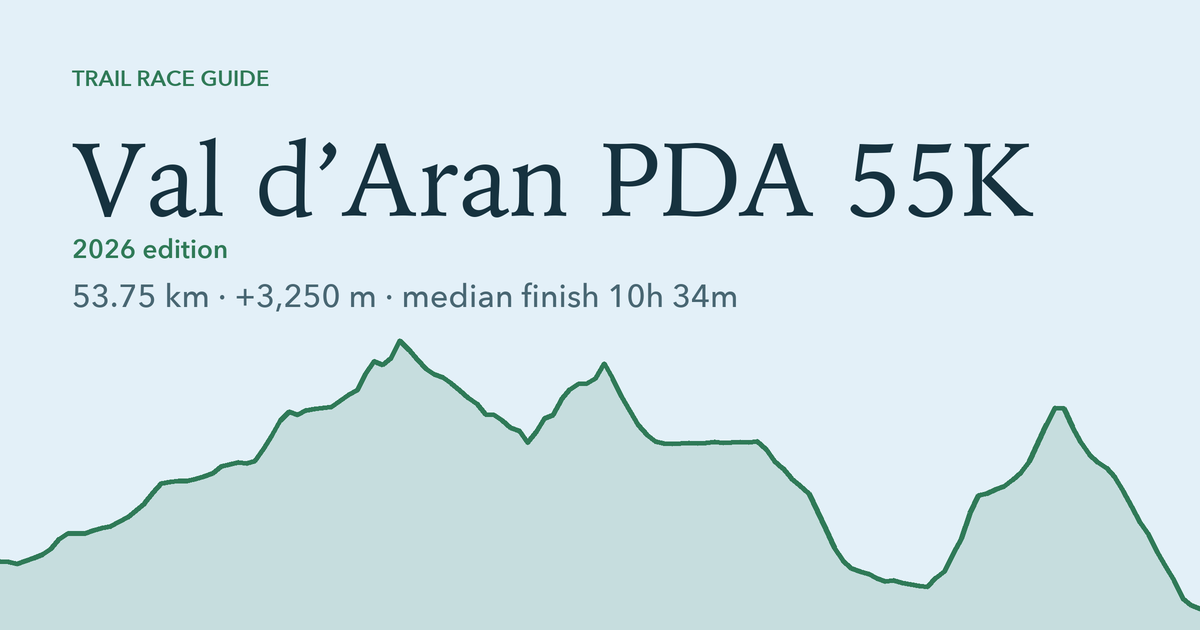 TRAIL RACE GUIDE
Val d’Aran PDA 55K
2026 edition
53.75 km · +3,250 m · median finish 10h 34m